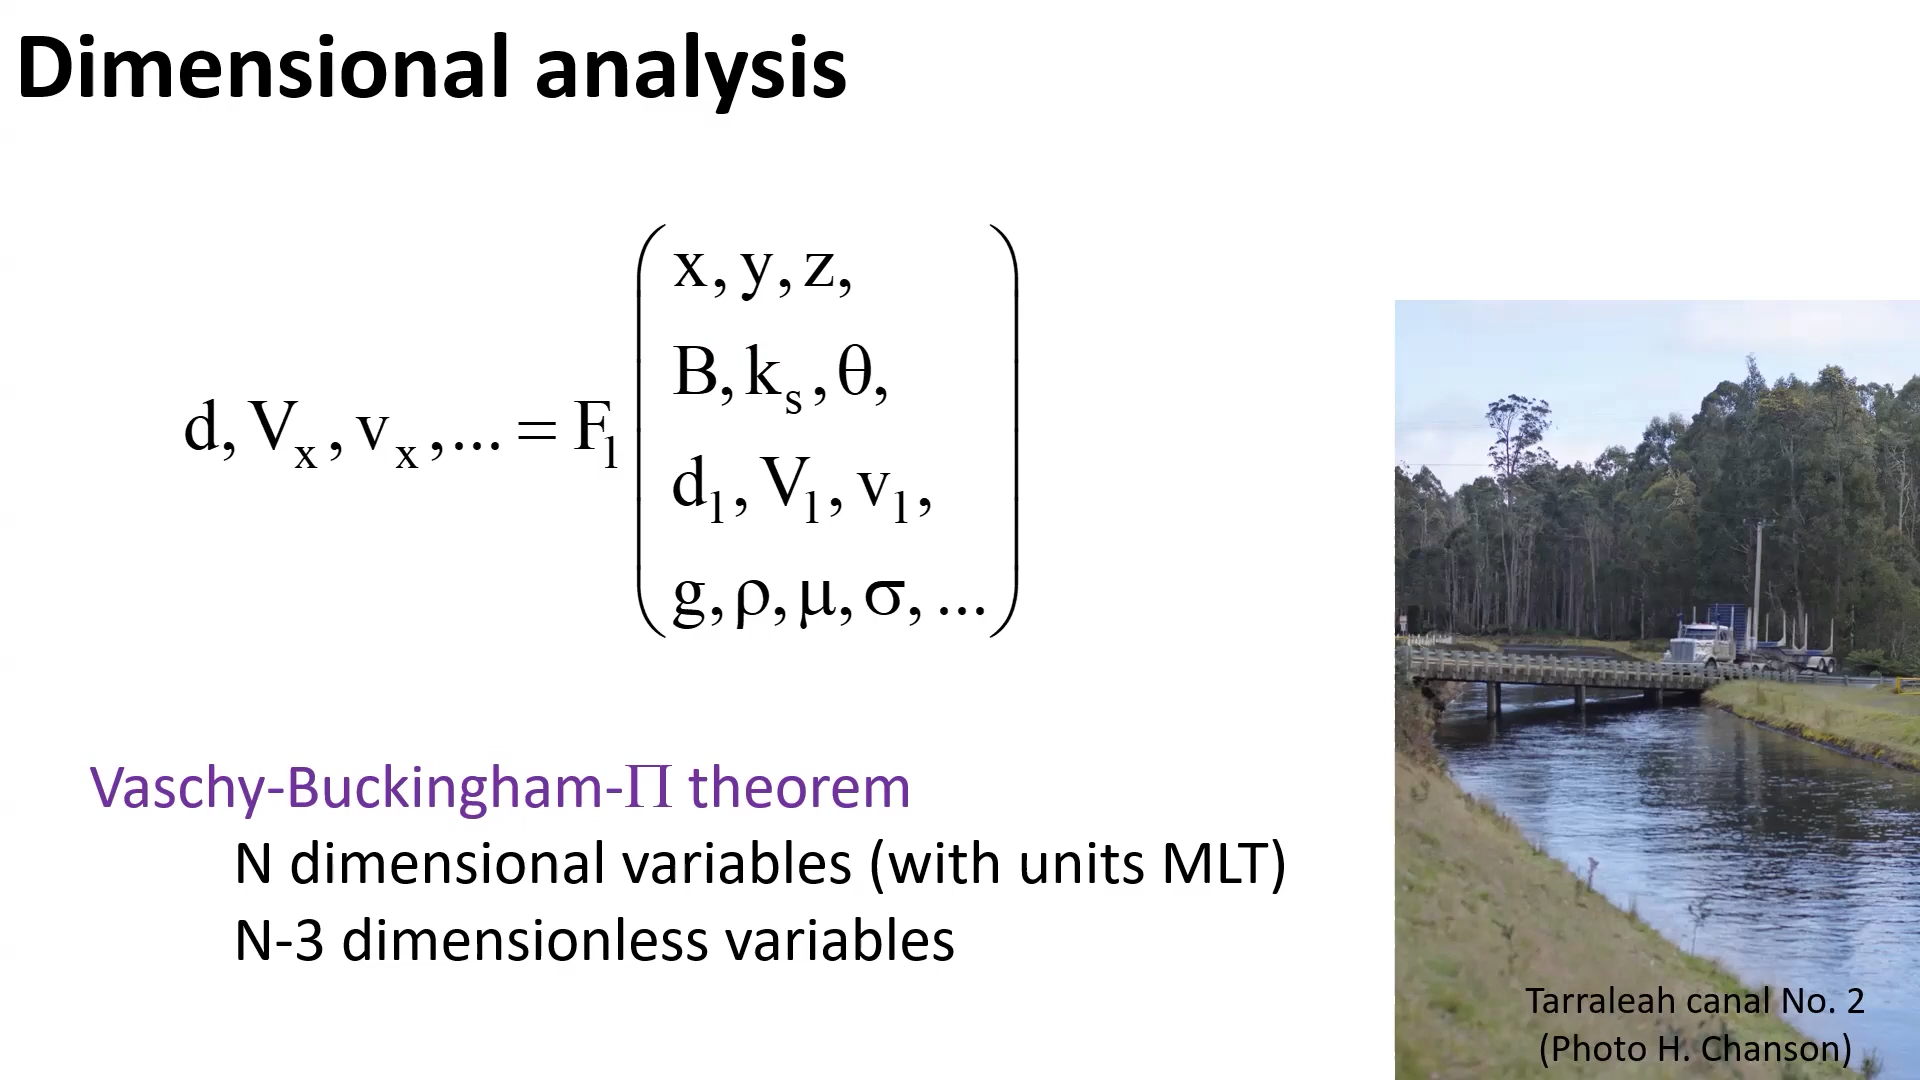 Dimensional analysis
x, y, z,
B, kₛ, θ,
d, Vₓ, vₓ, ... = F₁
d₁, V₁, v₁,
g, ρ, μ, σ, ...
Vaschy-Buckingham-Π theorem
N dimensional variables (with units MLT)
N-3 dimensionless variables
Tarraleah canal No. 2
(Photo H. Chanson)